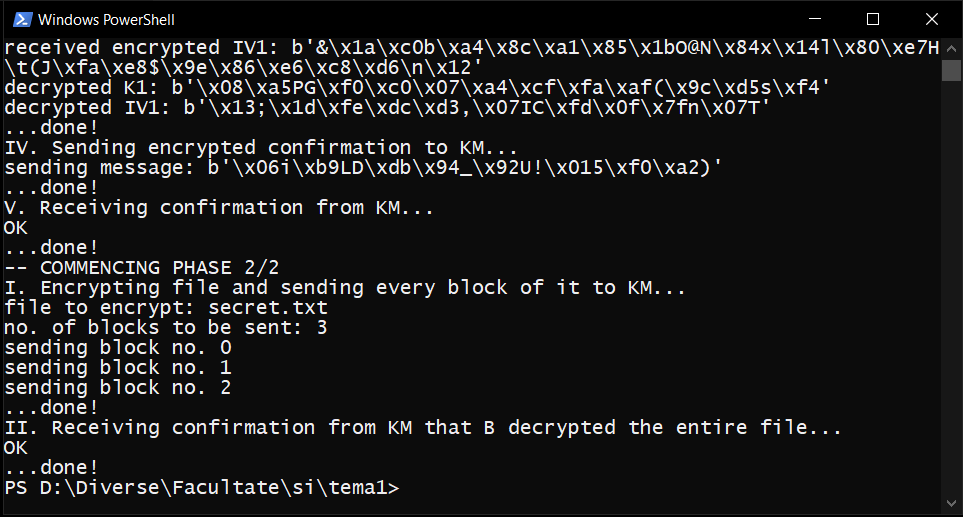 Windows PowerShell
received encrypted IV1: b'&\x1a\xc0b\xa4\x8c\xa1\x85\x1bO@N\x84x\x14l\x80\xe7H
\t(J\xfa\xe8$\x9e\x86\xe6\xc8\xd6\n\x12'
decrypted K1: b'\x08\xa5PG\xf0\xc0\x07\xa4\xcf\xfa\xaf(\x9c\xd5s\xf4'
decrypted IV1: b'\x13;\x1d\xfe\xdc\xd3,\x07IC\xfd\x0f\x7fn\x07T'
...done!
IV. Sending encrypted confirmation to KM...
sending message: b'\x06i\xb9LD\xdb\x94_\x92U!\x015\xf0\xa2)'
...done!
V. Receiving confirmation from KM...
OK
...done!
-- COMMENCING PHASE 2/2
I. Encrypting file and sending every block of it to KM...
file to encrypt: secret.txt
no. of blocks to be sent: 3
sending block no. 0
sending block no. 1
sending block no. 2
...done!
II. Receiving confirmation from KM that B decrypted the entire file...
OK
...done!
PS D:\Diverse\Facultate\si\tema1>